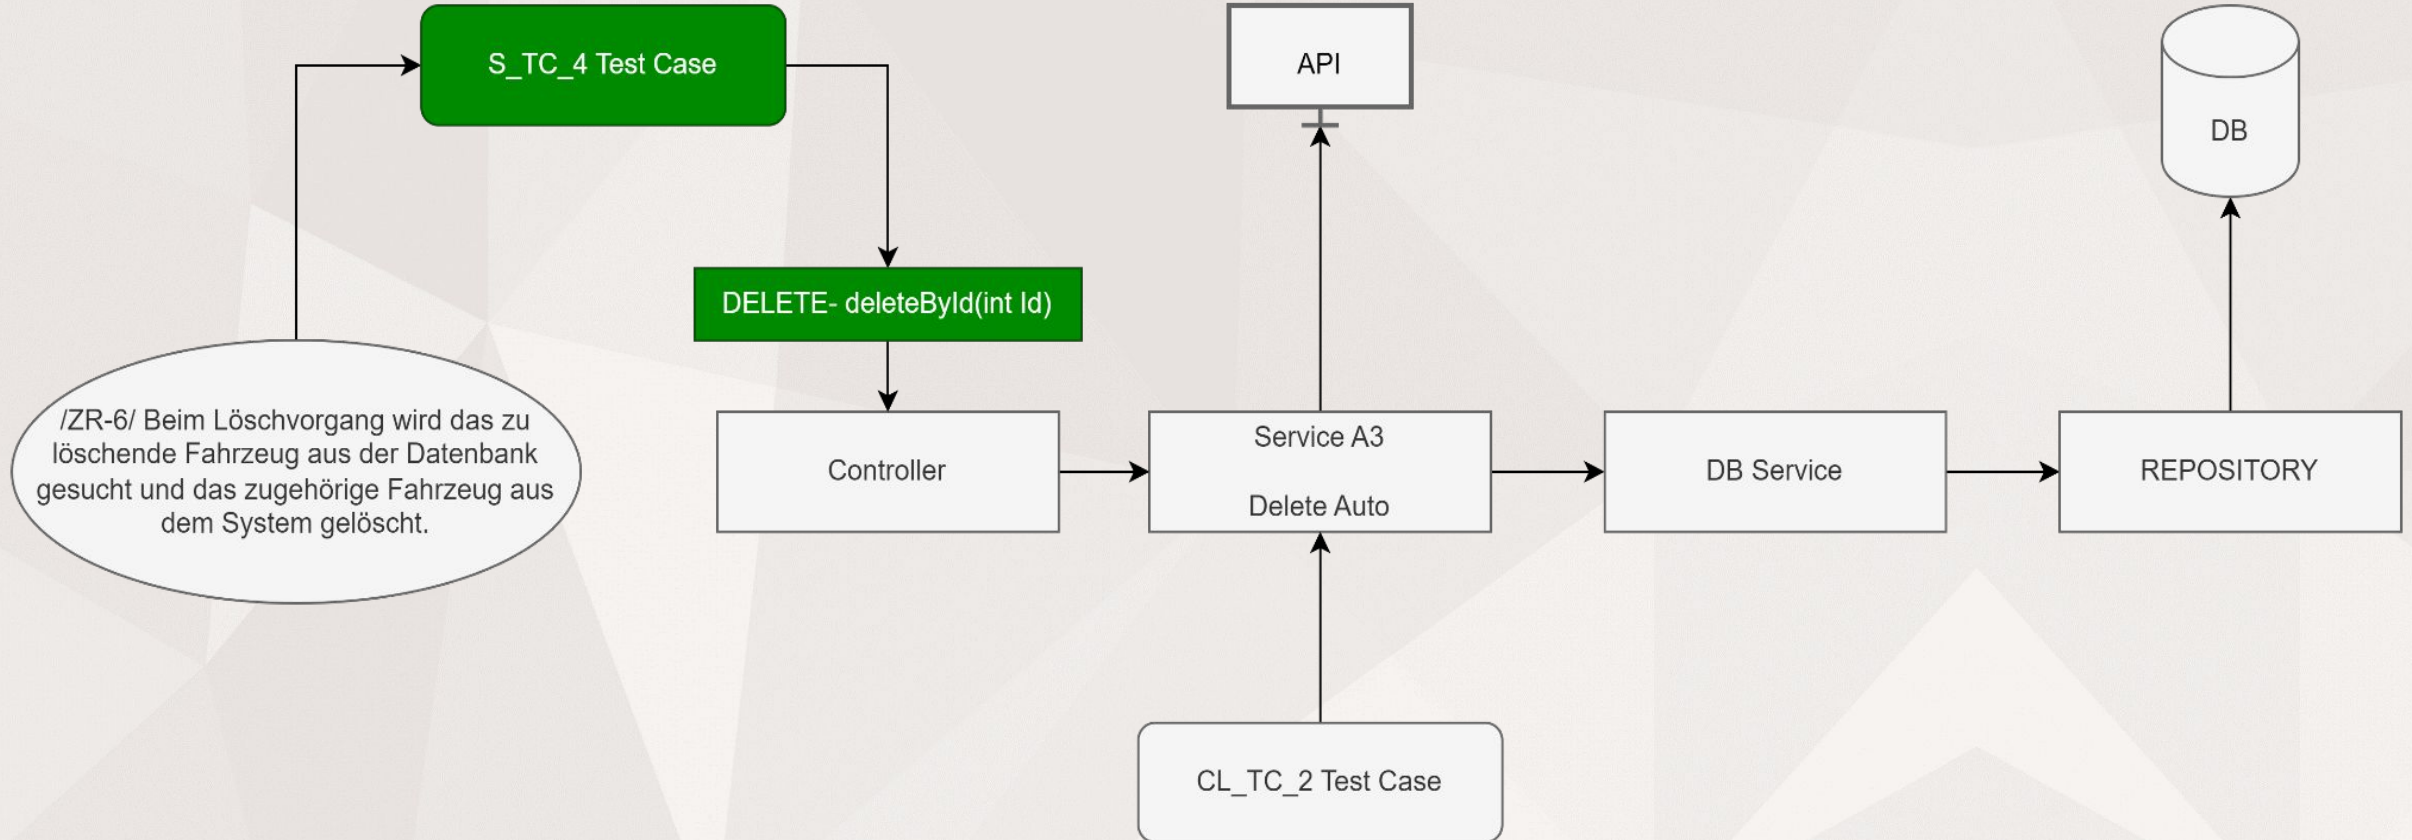 S_TC_4 Test Case
API
DB
DELETE- deleteById(int Id)
/ZR-6/ Beim Löschvorgang wird das zu
löschende Fahrzeug aus der Datenbank
gesucht und das zugehörige Fahrzeug aus
dem System gelöscht.
Controller
Service A3
Delete Auto
DB Service
REPOSITORY
CL_TC_2 Test Case